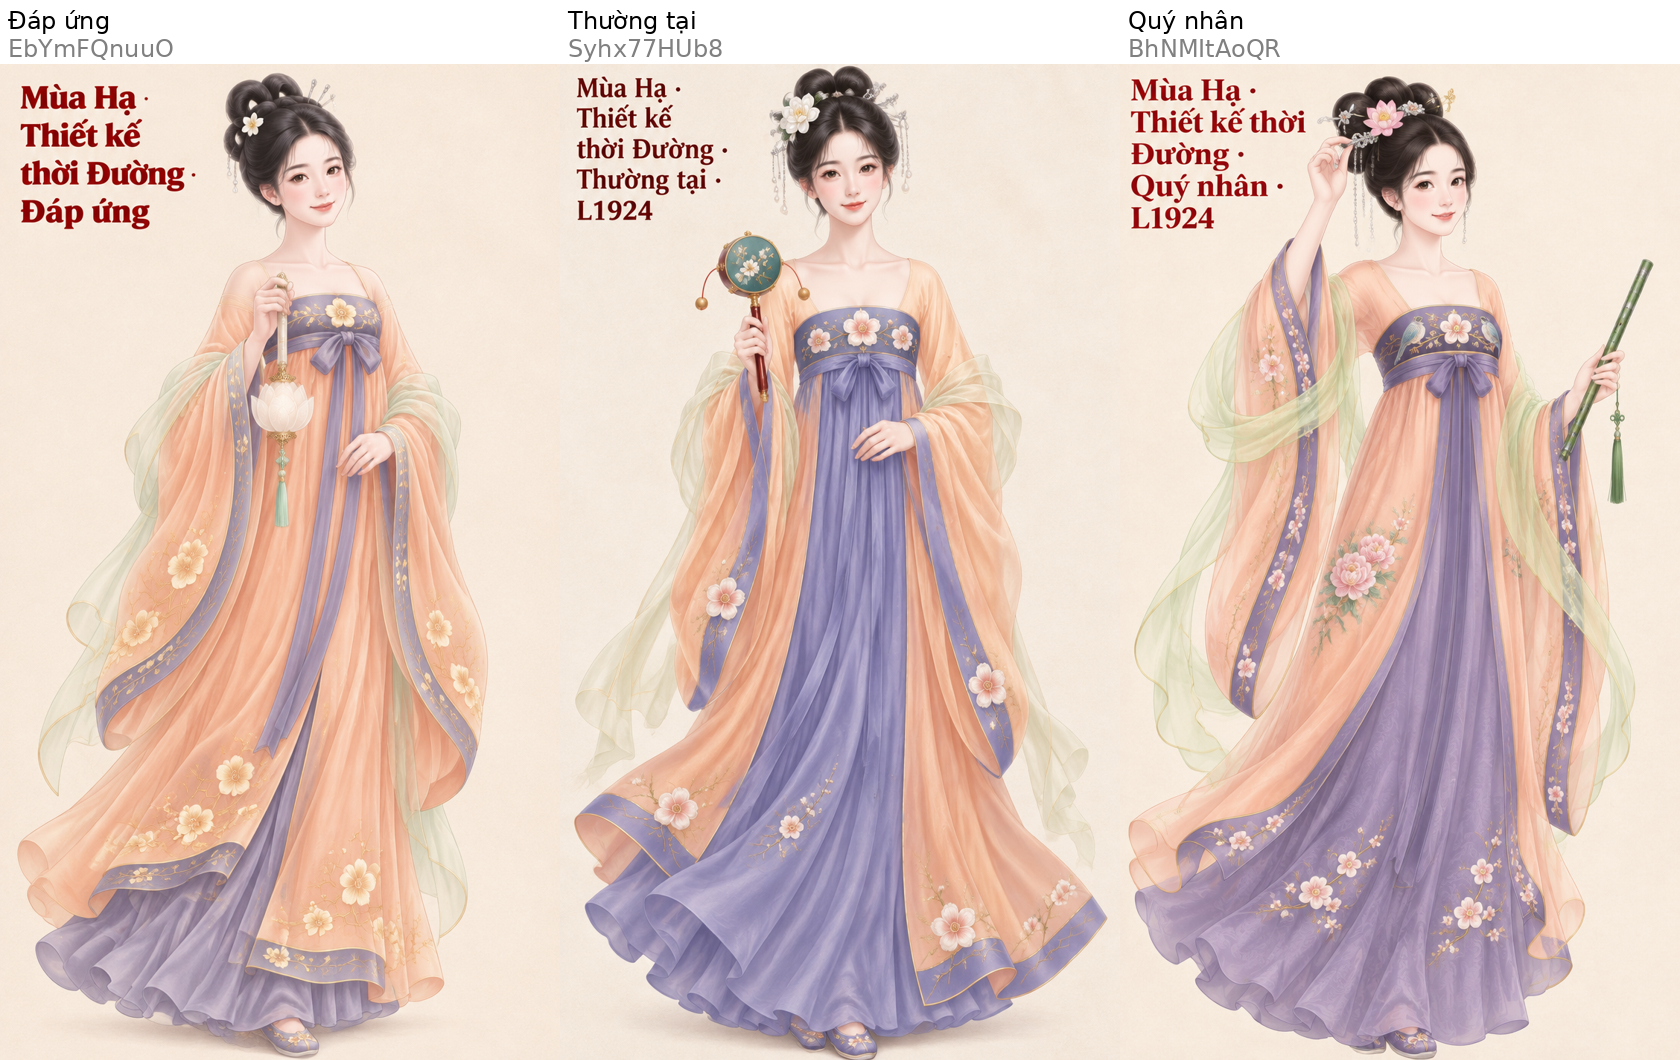 Đáp ứng
EbYmFQnuuO
Mùa Hạ ·
Thiết kế
thời Đường ·
Đáp ứng
Thường tại
Syhx77HUb8
Mùa Hạ ·
Thiết kế
thời Đường ·
Thường tại ·
L1924
Quý nhân
BhNMItAoQR
Mùa Hạ ·
Thiết kế thời
Đường ·
Quý nhân ·
L1924